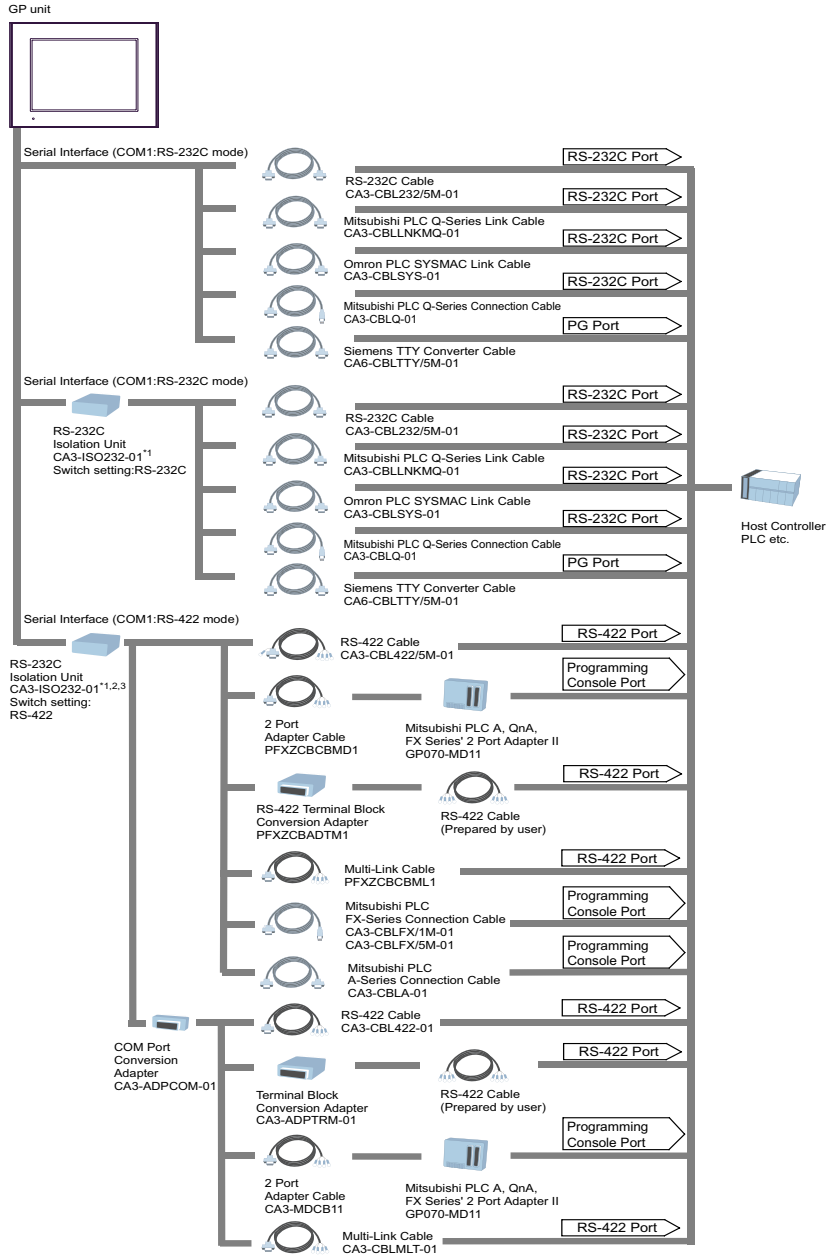 GP unit
Serial Interface (COM1:RS-232C mode)
RS-232C Port
RS-232C Cable
CA3-CBL232/5M-01
RS-232C Port
Mitsubishi PLC Q-Series Link Cable
CA3-CBLLNKMQ-01
RS-232C Port
Omron PLC SYSMAC Link Cable
CA3-CBLSYS-01
RS-232C Port
Mitsubishi PLC Q-Series Connection Cable
CA3-CBLQ-01
PG Port
Siemens TTY Converter Cable
CA6-CBLTTY/5M-01
Serial Interface (COM1:RS-232C mode)
RS-232C
Isolation Unit
CA3-ISO232-01*1
Switch setting:RS-232C
RS-232C Port
RS-232C Cable
CA3-CBL232/5M-01
RS-232C Port
Mitsubishi PLC Q-Series Link Cable
CA3-CBLLNKMQ-01
RS-232C Port
Omron PLC SYSMAC Link Cable
CA3-CBLSYS-01
RS-232C Port
Mitsubishi PLC Q-Series Connection Cable
CA3-CBLQ-01
PG Port
Siemens TTY Converter Cable
CA6-CBLTTY/5M-01
Host Controller
PLC etc.
Serial Interface (COM1:RS-422 mode)
RS-232C
Isolation Unit
CA3-ISO232-01*1,2,3
Switch setting:
RS-422
RS-422 Cable
CA3-CBL422/5M-01
RS-422 Port
2 Port
Adapter Cable
PFXZCBCBMD1
Mitsubishi PLC A, QnA,
FX Series' 2 Port Adapter II
GP070-MD11
Programming
Console Port
RS-422 Terminal Block
Conversion Adapter
PFXZCBADTM1
RS-422 Cable
(Prepared by user)
RS-422 Port
Multi-Link Cable
PFXZCBCBML1
RS-422 Port
Mitsubishi PLC
FX-Series Connection Cable
CA3-CBLFX/1M-01
CA3-CBLFX/5M-01
Programming
Console Port
Mitsubishi PLC
A-Series Connection Cable
CA3-CBLA-01
Programming
Console Port
COM Port
Conversion
Adapter
CA3-ADPCOM-01
RS-422 Cable
CA3-CBL422-01
RS-422 Port
Terminal Block
Conversion Adapter
CA3-ADPTRM-01
RS-422 Cable
(Prepared by user)
RS-422 Port
2 Port
Adapter Cable
CA3-MDCB11
Mitsubishi PLC A, QnA,
FX Series' 2 Port Adapter II
GP070-MD11
Programming
Console Port
Multi-Link Cable
CA3-CBLMLT-01
RS-422 Port